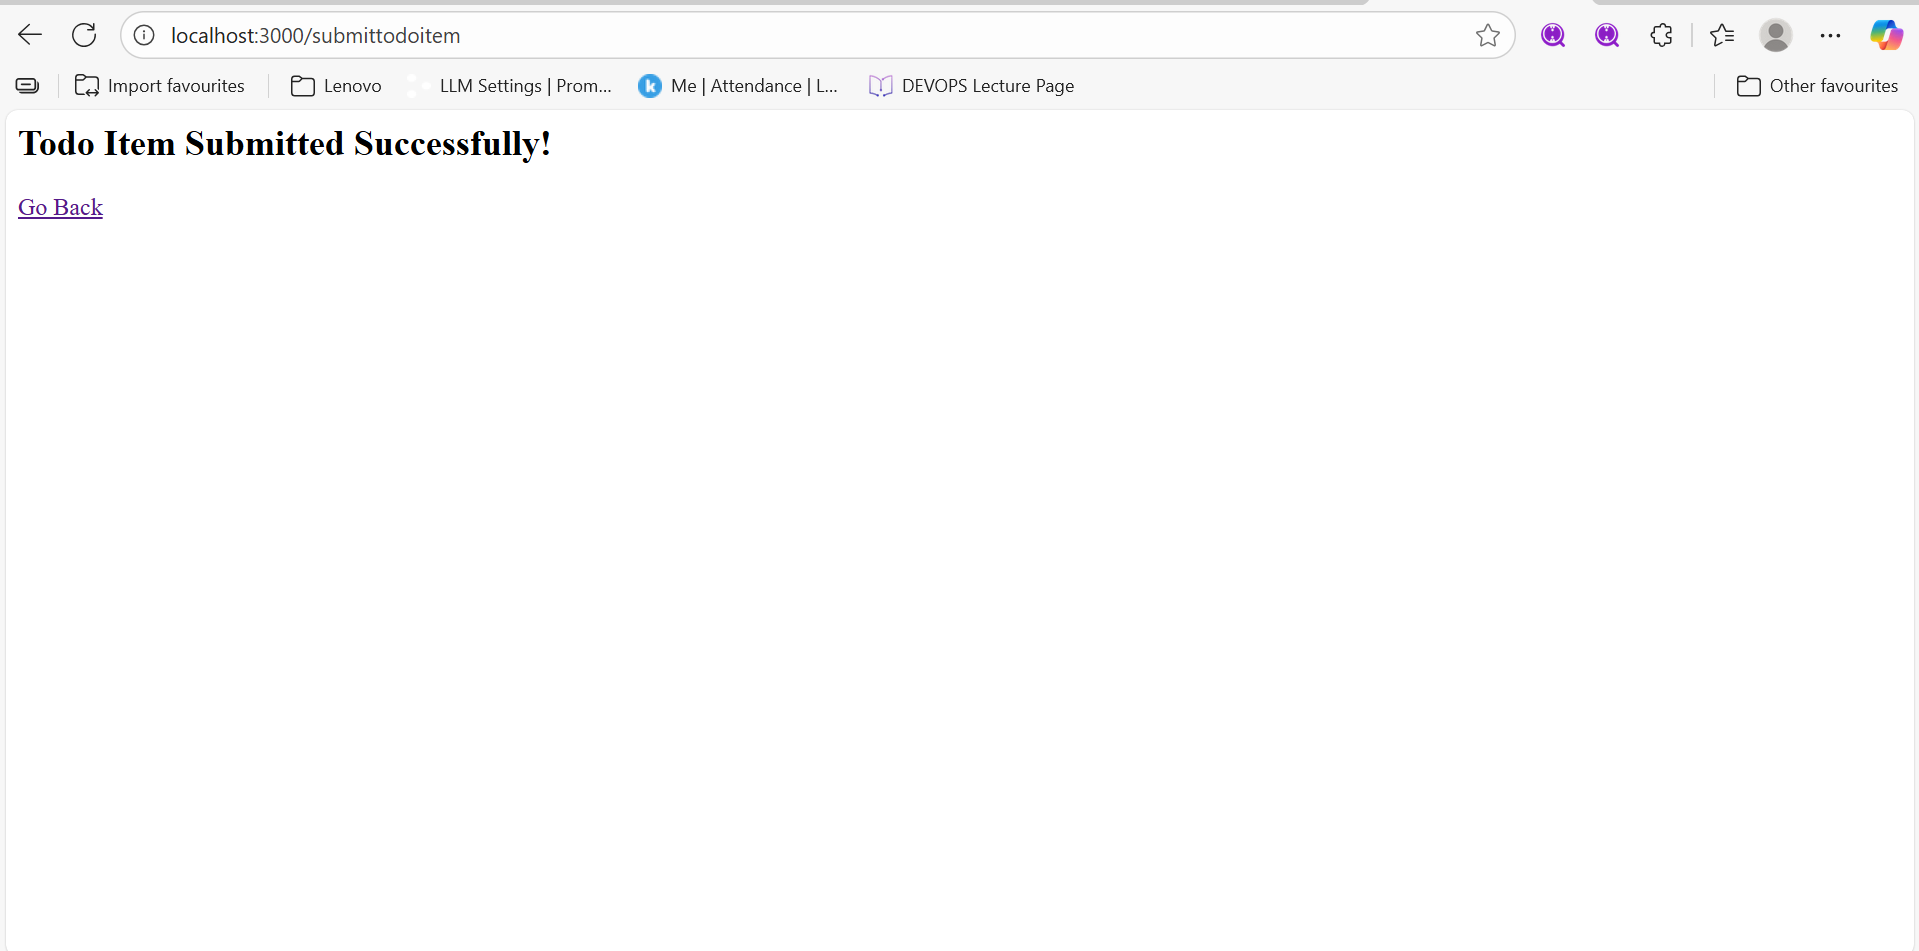 localhost:3000/submittodoitem
Import favourites Lenovo LLM Settings | Prom... Me | Attendance | L... DEVOPS Lecture Page Other favourites
Todo Item Submitted Successfully!
Go Back